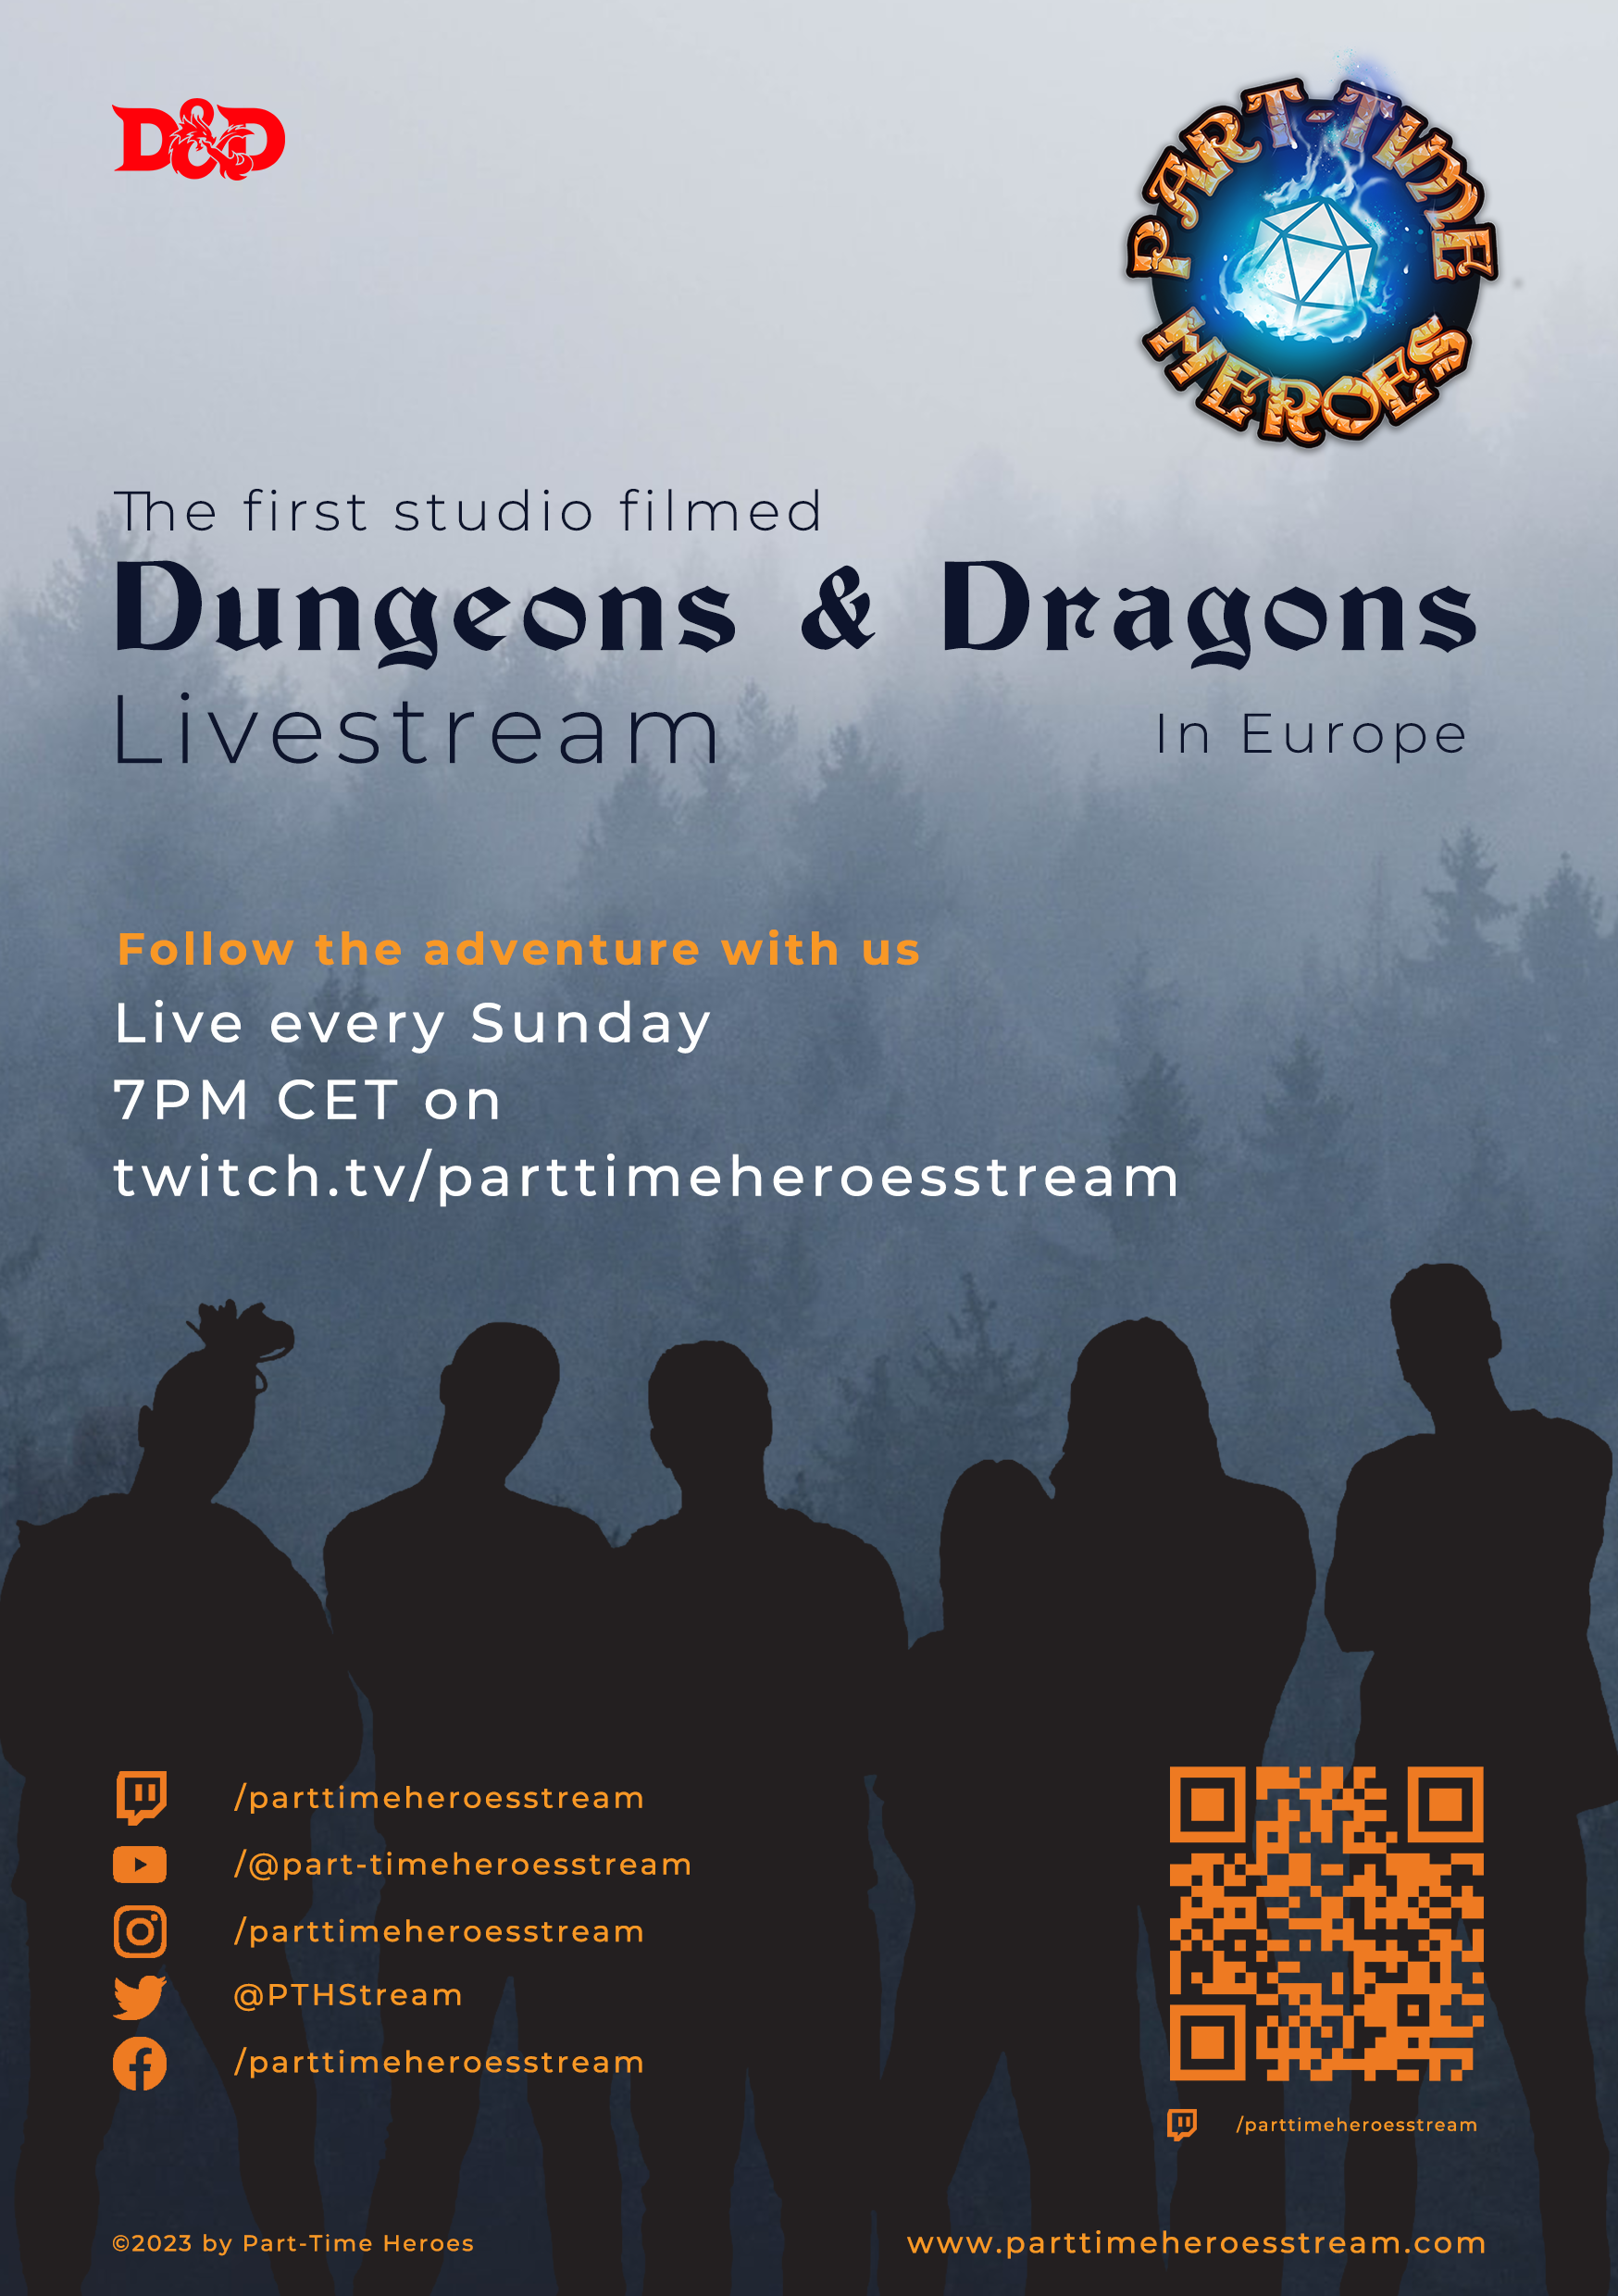 D&D
PART-TIME
HEROES
The first studio filmed
Dungeons & Dragons
Livestream
In Europe
Follow the adventure with us
Live every Sunday
7PM CET on
twitch.tv/parttimeheroesstream
/parttimeheroesstream
/@part-timeheroesstream
/parttimeheroesstream
@PTHStream
/parttimeheroesstream
/parttimeheroesstream
©2023 by Part-Time Heroes
www.parttimeheroesstream.com